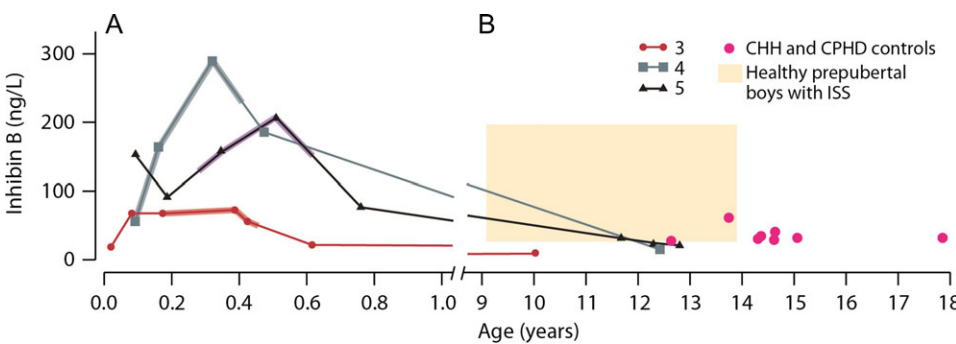 A
B
Inhibin B (ng/L)
300
200
100
0
3
4
5
CHH and CPHD controls
Healthy prepubertal
boys with ISS
0.0 0.2 0.4 0.6 0.8 1.0 9 10 11 12 13 14 15 16 17 18
Age (years)